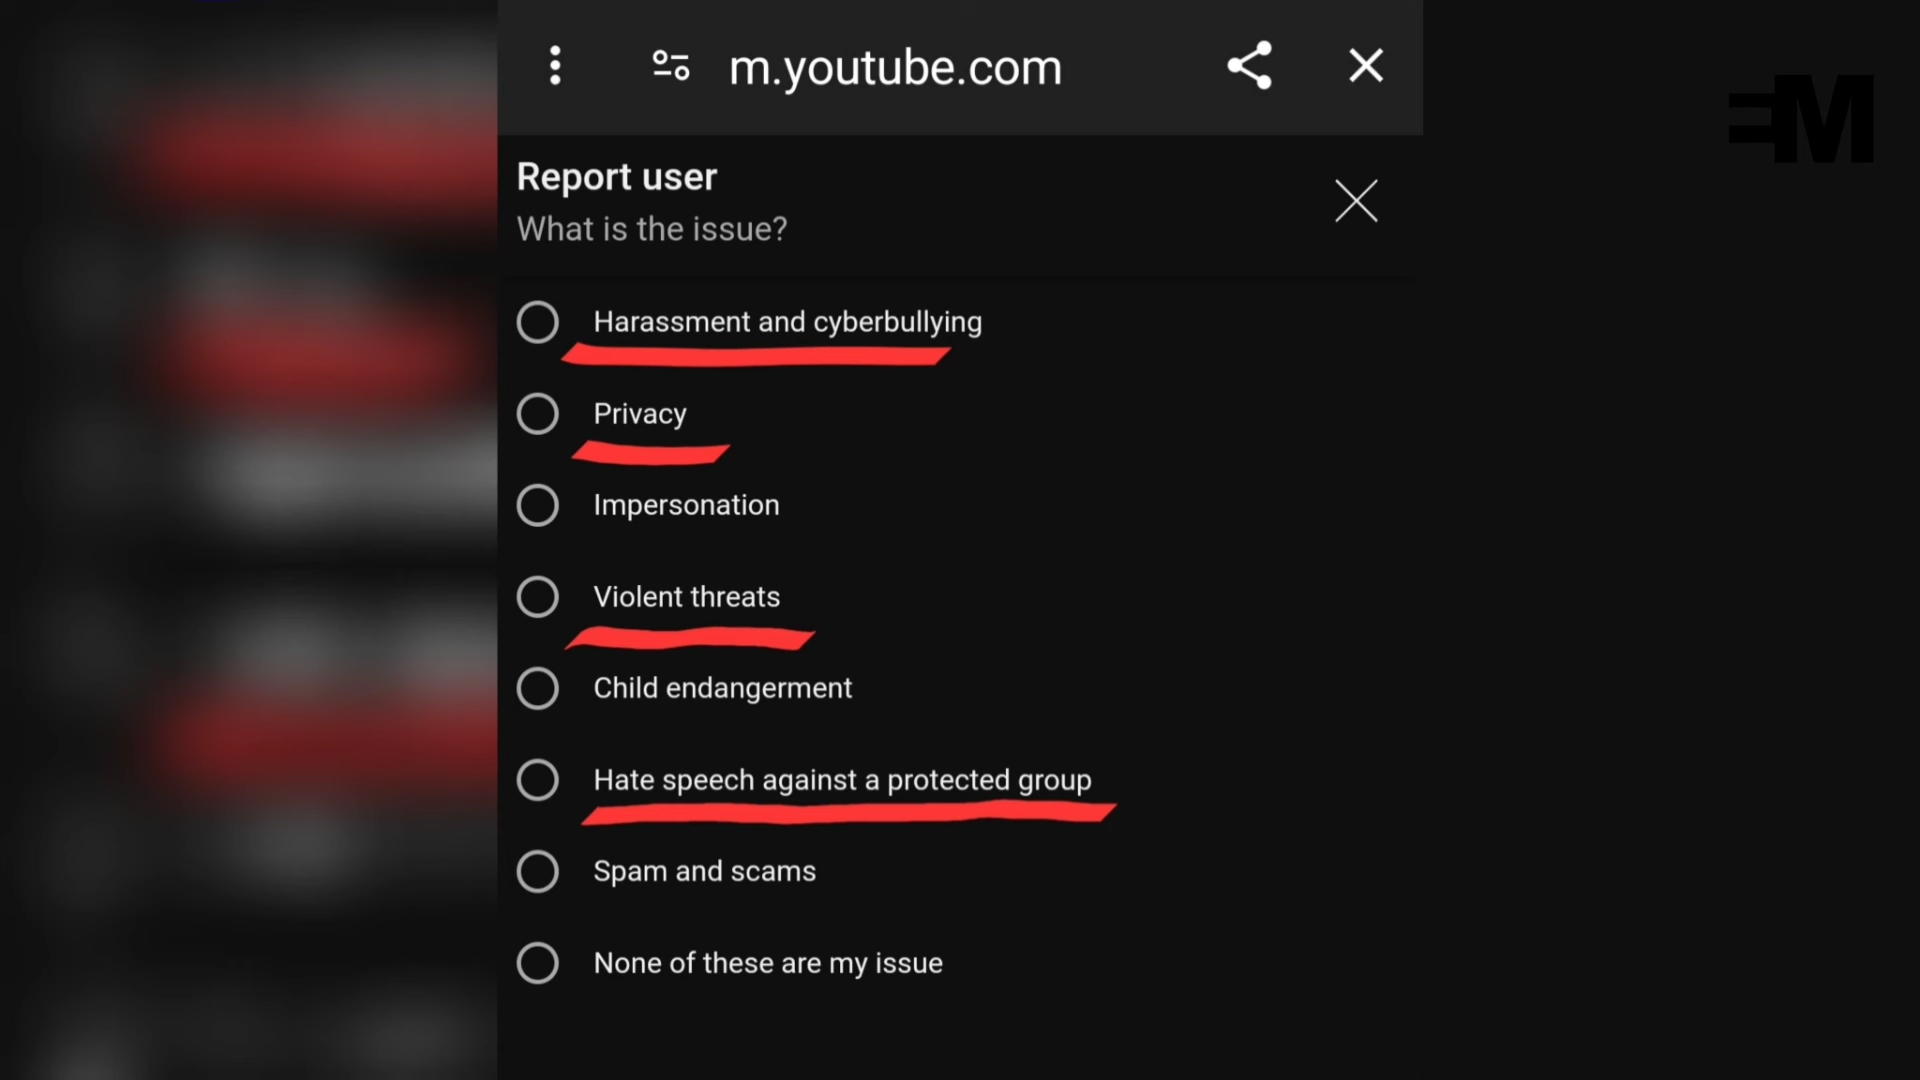 m.youtube.com
EM
Report user
What is the issue?
Harassment and cyberbullying
Privacy
Impersonation
Violent threats
Child endangerment
Hate speech against a protected group
Spam and scams
None of these are my issue